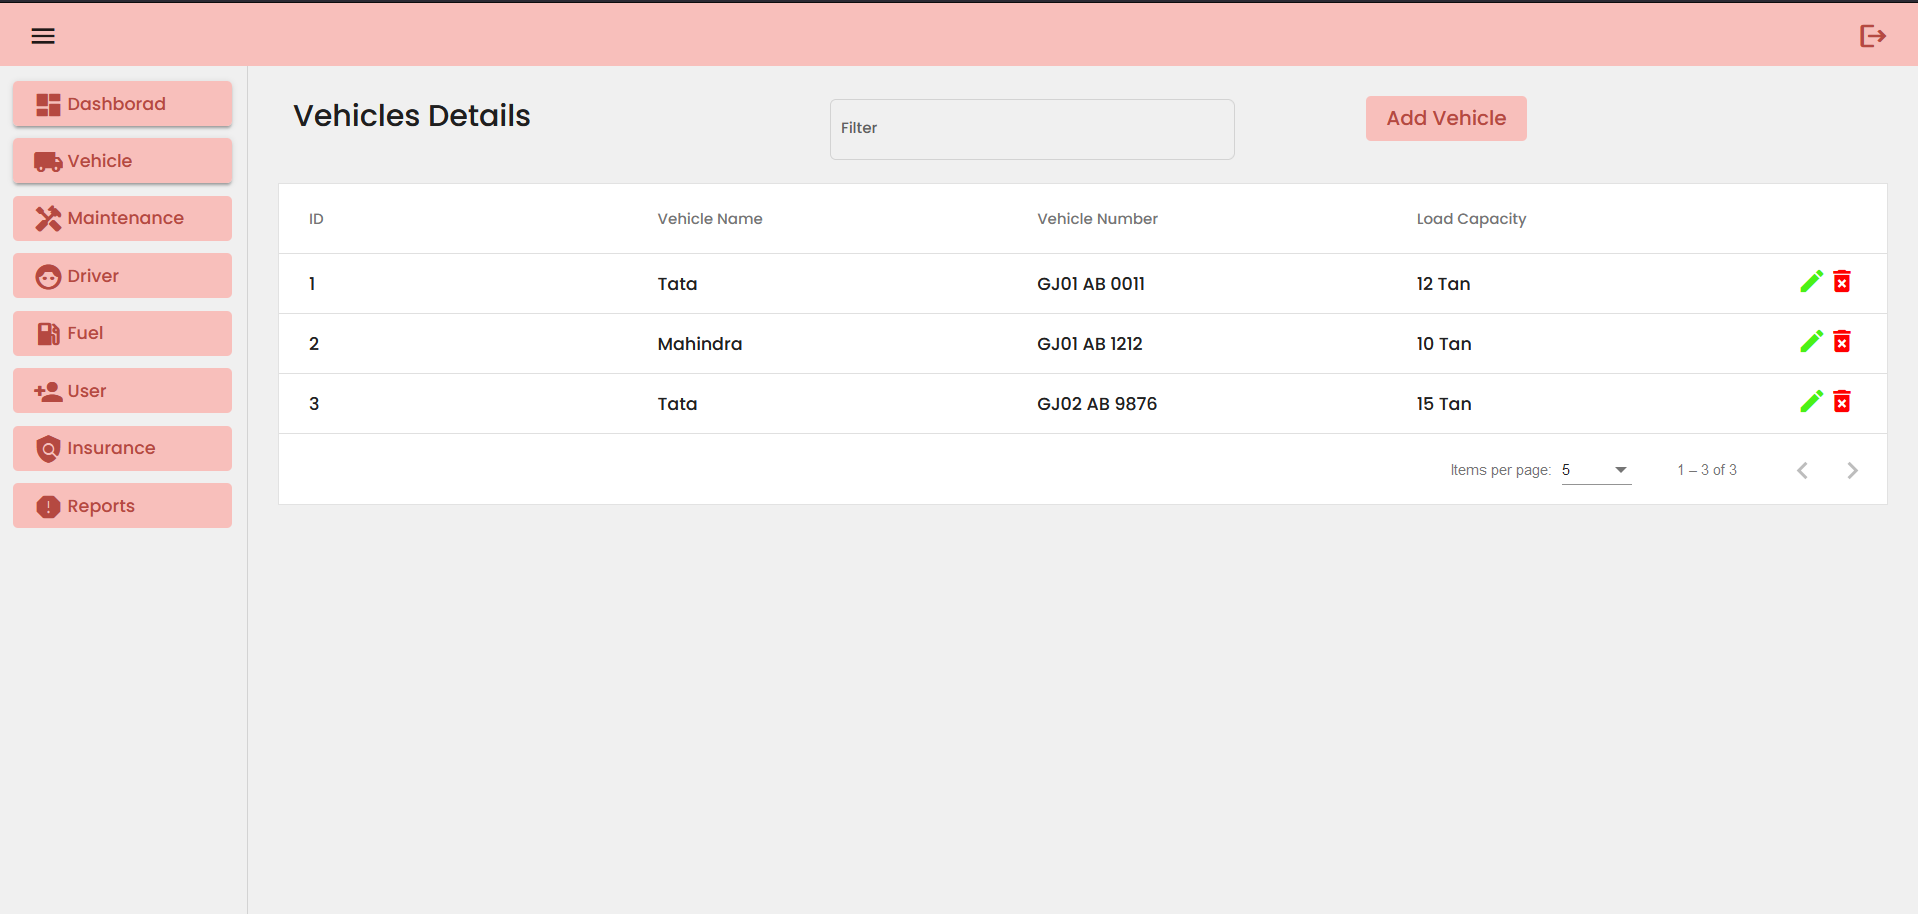 Dashborad
Vehicle
Maintenance
Driver
Fuel
User
Insurance
Reports
Vehicles Details
Filter
Add Vehicle
ID Vehicle Name Vehicle Number Load Capacity
1 Tata GJ01 AB 0011 12 Tan
2 Mahindra GJ01 AB 1212 10 Tan
3 Tata GJ02 AB 9876 15 Tan
Items per page: 5 1 – 3 of 3